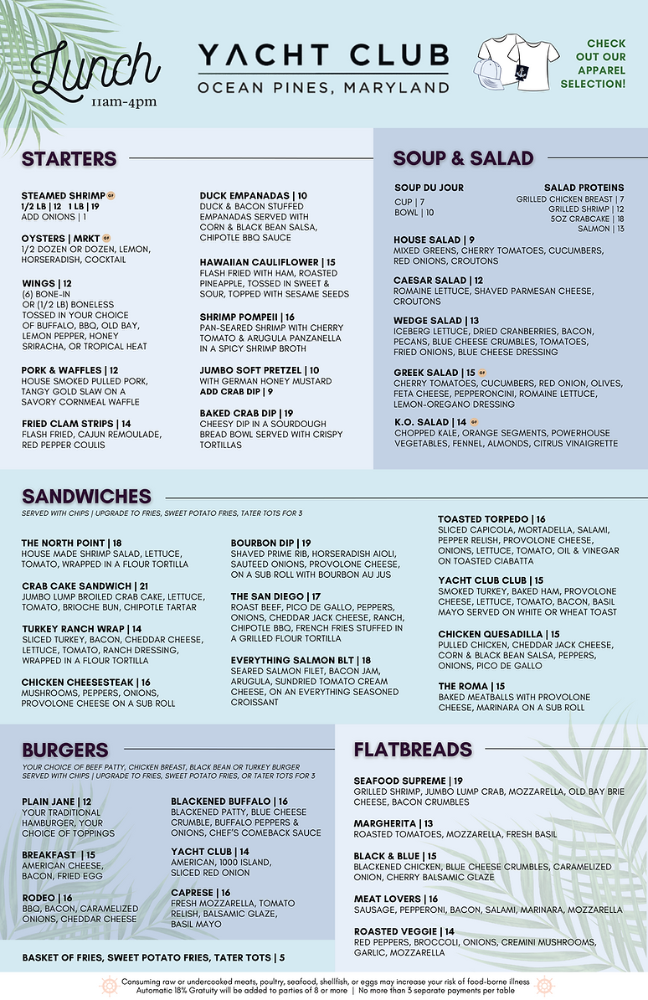 Lunch
11am-4pm
YACHT CLUB
OCEAN PINES, MARYLAND
CHECK
OUT OUR
APPAREL
SELECTION!
STARTERS
STEAMED SHRIMP GF
1/2 LB | 12 1 LB | 19
ADD ONIONS | 1
OYSTERS | MRKT GF
1/2 DOZEN OR DOZEN, LEMON,
HORSERADISH, COCKTAIL
WINGS | 12
(6) BONE-IN
OR (1/2 LB) BONELESS
TOSSED IN YOUR CHOICE
OF BUFFALO, BBQ, OLD BAY,
LEMON PEPPER, HONEY
SRIRACHA, OR TROPICAL HEAT
PORK & WAFFLES | 12
HOUSE SMOKED PULLED PORK,
TANGY GOLD SLAW ON A
SAVORY CORNMEAL WAFFLE
FRIED CLAM STRIPS | 14
FLASH FRIED, CAJUN REMOULADE,
RED PEPPER COULIS
DUCK EMPANADAS | 10
DUCK & BACON STUFFED
EMPANADAS SERVED WITH
CORN & BLACK BEAN SALSA,
CHIPOTLE BBQ SAUCE
HAWAIIAN CAULIFLOWER | 15
FLASH FRIED WITH HAM, ROASTED
PINEAPPLE, TOSSED IN SWEET &
SOUR, TOPPED WITH SESAME SEEDS
SHRIMP POMPEII | 16
PAN-SEARED SHRIMP WITH CHERRY
TOMATO & ARUGULA PANZANELLA
IN A SPICY SHRIMP BROTH
JUMBO SOFT PRETZEL | 10
WITH GERMAN HONEY MUSTARD
ADD CRAB DIP | 9
BAKED CRAB DIP | 19
CHEESY DIP IN A SOURDOUGH
BREAD BOWL SERVED WITH CRISPY
TORTILLAS
SOUP & SALAD
SOUP DU JOUR
CUP | 7
BOWL | 10
SALAD PROTEINS
GRILLED CHICKEN BREAST | 7
GRILLED SHRIMP | 12
5OZ CRABCAKE | 18
SALMON | 13
HOUSE SALAD | 9
MIXED GREENS, CHERRY TOMATOES, CUCUMBERS,
RED ONIONS, CROUTONS
CAESAR SALAD | 12
ROMAINE LETTUCE, SHAVED PARMESAN CHEESE,
CROUTONS
WEDGE SALAD | 13
ICEBERG LETTUCE, DRIED CRANBERRIES, BACON,
PECANS, BLUE CHEESE CRUMBLES, TOMATOES,
FRIED ONIONS, BLUE CHEESE DRESSING
GREEK SALAD | 15 GF
CHERRY TOMATOES, CUCUMBERS, RED ONION, OLIVES,
FETA CHEESE, PEPPERONCINI, ROMAINE LETTUCE,
LEMON-OREGANO DRESSING
K.O. SALAD | 14 GF
CHOPPED KALE, ORANGE SEGMENTS, POWERHOUSE
VEGETABLES, FENNEL, ALMONDS, CITRUS VINAIGRETTE
SANDWICHES
SERVED WITH CHIPS | UPGRADE TO FRIES, SWEET POTATO FRIES, TATER TOTS FOR 3
THE NORTH POINT | 18
HOUSE MADE SHRIMP SALAD, LETTUCE,
TOMATO, WRAPPED IN A FLOUR TORTILLA
CRAB CAKE SANDWICH | 21
JUMBO LUMP BROILED CRAB CAKE, LETTUCE,
TOMATO, BRIOCHE BUN, CHIPOTLE TARTAR
TURKEY RANCH WRAP | 14
SLICED TURKEY, BACON, CHEDDAR CHEESE,
LETTUCE, TOMATO, RANCH DRESSING,
WRAPPED IN A FLOUR TORTILLA
CHICKEN CHEESESTEAK | 16
MUSHROOMS, PEPPERS, ONIONS,
PROVOLONE CHEESE ON A SUB ROLL
BOURBON DIP | 19
SHAVED PRIME RIB, HORSERADISH AIOLI,
SAUTEED ONIONS, PROVOLONE CHEESE,
ON A SUB ROLL WITH BOURBON AU JUS
THE SAN DIEGO | 17
ROAST BEEF, PICO DE GALLO, PEPPERS,
ONIONS, CHEDDAR JACK CHEESE, RANCH,
CHIPOTLE BBQ, FRENCH FRIES STUFFED IN
A GRILLED FLOUR TORTILLA
EVERYTHING SALMON BLT | 18
SEARED SALMON FILET, BACON JAM,
ARUGULA, SUNDRIED TOMATO CREAM
CHEESE, ON AN EVERYTHING SEASONED
CROISSANT
TOASTED TORPEDO | 16
SLICED CAPICOLA, MORTADELLA, SALAMI,
PEPPER RELISH, PROVOLONE CHEESE,
ONIONS, LETTUCE, TOMATO, OIL & VINEGAR
ON TOASTED CIABATTA
YACHT CLUB CLUB | 15
SMOKED TURKEY, BAKED HAM, PROVOLONE
CHEESE, LETTUCE, TOMATO, BACON, BASIL
MAYO SERVED ON WHITE OR WHEAT TOAST
CHICKEN QUESADILLA | 15
PULLED CHICKEN, CHEDDAR JACK CHEESE,
CORN & BLACK BEAN SALSA, PEPPERS,
ONIONS, PICO DE GALLO
THE ROMA | 15
BAKED MEATBALLS WITH PROVOLONE
CHEESE, MARINARA ON A SUB ROLL
BURGERS
YOUR CHOICE OF BEEF PATTY, CHICKEN BREAST, BLACK BEAN OR TURKEY BURGER
SERVED WITH CHIPS | UPGRADE TO FRIES, SWEET POTATO FRIES, OR TATER TOTS FOR 3
PLAIN JANE | 12
YOUR TRADITIONAL
HAMBURGER, YOUR
CHOICE OF TOPPINGS
BREAKFAST | 15
AMERICAN CHEESE,
BACON, FRIED EGG
RODEO | 16
BBQ, BACON, CARAMELIZED
ONIONS, CHEDDAR CHEESE
BLACKENED BUFFALO | 16
BLACKENED PATTY, BLUE CHEESE
CRUMBLE, BUFFALO PEPPERS &
ONIONS, CHEF'S COMEBACK SAUCE
YACHT CLUB | 14
AMERICAN, 1000 ISLAND,
SLICED RED ONION
CAPRESE | 16
FRESH MOZZARELLA, TOMATO
RELISH, BALSAMIC GLAZE,
BASIL MAYO
BASKET OF FRIES, SWEET POTATO FRIES, TATER TOTS | 5
FLATBREADS
SEAFOOD SUPREME | 19
GRILLED SHRIMP, JUMBO LUMP CRAB, MOZZARELLA, OLD BAY BRIE
CHEESE, BACON CRUMBLES
MARGHERITA | 13
ROASTED TOMATOES, MOZZARELLA, FRESH BASIL
BLACK & BLUE | 15
BLACKENED CHICKEN, BLUE CHEESE CRUMBLES, CARAMELIZED
ONION, CHERRY BALSAMIC GLAZE
MEAT LOVERS | 16
SAUSAGE, PEPPERONI, BACON, SALAMI, MARINARA, MOZZARELLA
ROASTED VEGGIE | 14
RED PEPPERS, BROCCOLI, ONIONS, CREMINI MUSHROOMS,
GARLIC, MOZZARELLA
Consuming raw or undercooked meats, poultry, seafood, shellfish, or eggs may increase your risk of food-borne illness
Automatic 18% Gratuity will be added to parties of 8 or more | No more than 3 separate payments per table